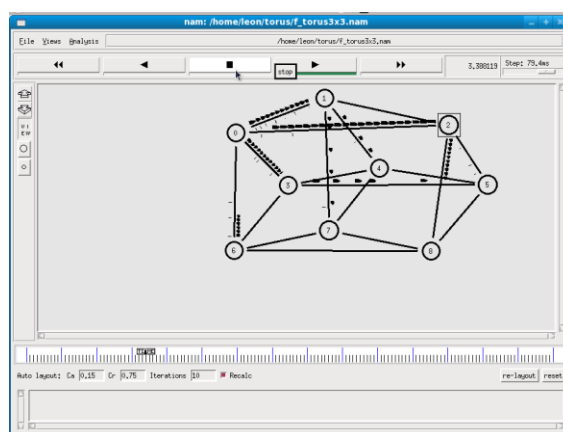 nam: /home/leon/torus/f_torus3x3.nam
File Views Analysis /home/leon/torus/f_torus3x3.nam
stop 3.388119 Step: 79.4ms
1
0 2
4
3 5
7
6 8
Auto layout: Ca 0.15 Cr 0.75 Iterations 10 Recalc re-layout reset